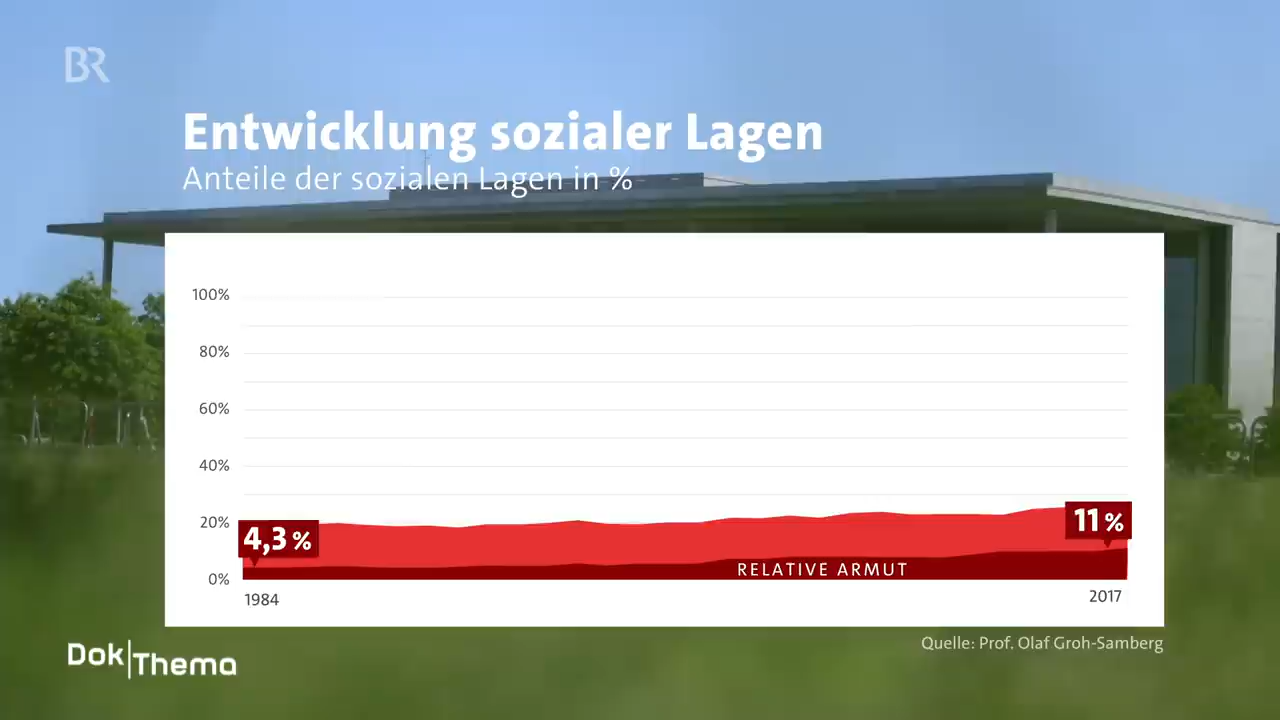 BR
Entwicklung sozialer Lagen
Anteile der sozialen Lagen in %
100%
80%
60%
40%
20%
0%
4,3 %
11 %
RELATIVE ARMUT
1984
2017
Quelle: Prof. Olaf Groh-Samberg
Dok|Thema